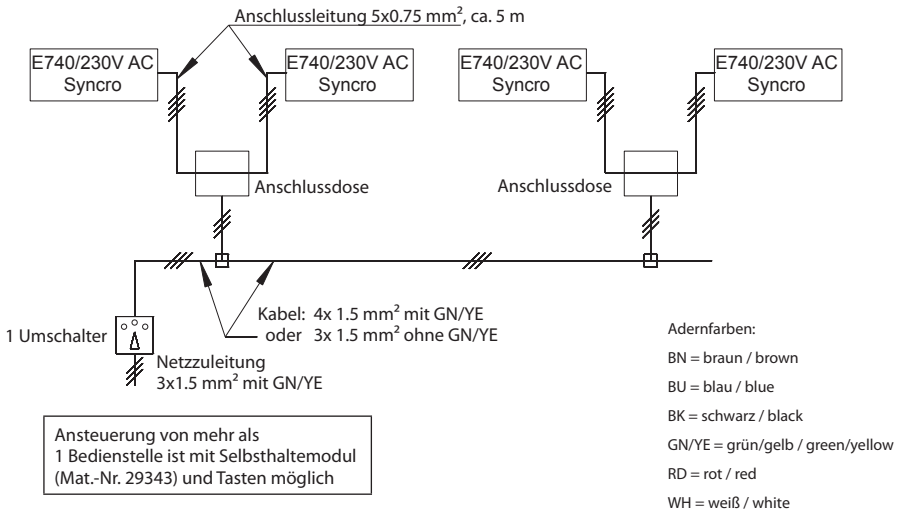 Anschlussleitung 5x0.75 mm², ca. 5 m
E740/230V AC
Syncro
E740/230V AC
Syncro
E740/230V AC
Syncro
E740/230V AC
Syncro
Anschlussdose
Anschlussdose
Kabel: 4x 1.5 mm² mit GN/YE
oder 3x 1.5 mm² ohne GN/YE
1 Umschalter
Netzzuleitung
3x1.5 mm² mit GN/YE
Ansteuerung von mehr als
1 Bedienstelle ist mit Selbsthaltemodul
(Mat.-Nr. 29343) und Tasten möglich
Adernfarben:
BN = braun / brown
BU = blau / blue
BK = schwarz / black
GN/YE = grün/gelb / green/yellow
RD = rot / red
WH = weiß / white